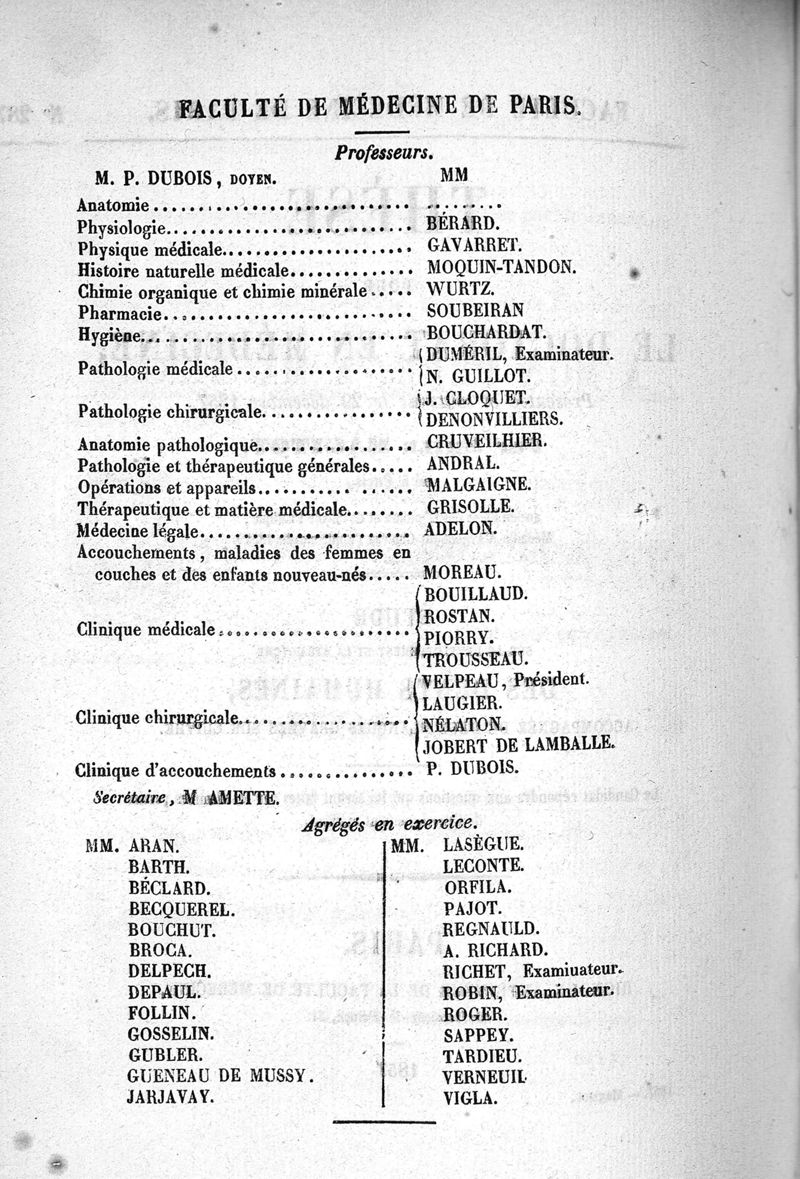 FACULTÉ DE MÉDECINE DE PARIS.
Professeurs.
M. P. DUBOIS, DOYEN. MM
Anatomie .............................. .........
Physiologie.............................. BÉRARD.
Physique médicale....................... GAVARRET.
Histoire naturelle médicale.............. MOQUIN-TANDON.
Chimie organique et chimie minérale ..... WURTZ.
Pharmacie.............................. SOUBEIRAN
Hygiène................................ BOUCHARDAT.
Pathologie médicale ..................... DUMÉRIL, Examinateur.
N. GUILLOT.
Pathologie chirurgicale.................. J. CLOQUET.
DENONVILLIERS.
Anatomie pathologique................... CRUVEILHIER.
Pathologie et thérapeutique générales..... ANDRAL.
Opérations et appareils........... ...... MALGAIGNE.
Thérapeutique et matière médicale........ GRISOLLE.
Médecine légale......................... ADELON.
Accouchements, maladies des femmes en
couches et des enfants nouveau-nés..... MOREAU.
Clinique médicale ....................... BOUILLAUD.
ROSTAN.
PIORRY.
TROUSSEAU.
Clinique chirurgicale.................... VELPEAU, Président.
LAUGIER.
NÉLATON.
JOBERT DE LAMBALLE.
Clinique d'accouchements ................ P. DUBOIS.
Secrétaire, M AMETTE.
Agrégés en exercice.
MM. ARAN.
BARTH.
BÉCLARD.
BECQUEREL.
BOUCHUT.
BROCA.
DELPECH.
DEPAUL.
FOLLIN.
GOSSELIN.
GUBLER.
GUENEAU DE MUSSY.
JARJAVAY.
MM. LASÈGUE.
LECONTE.
ORFILA.
PAJOT.
REGNAULD.
A. RICHARD.
RICHET, Examiuateur.
ROBIN, Examinateur.
ROGER.
SAPPEY.
TARDIEU.
VERNEUIL
VIGLA.